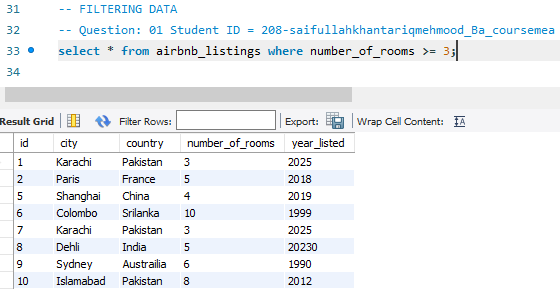 31 -- FILTERING DATA
32 -- Question: 01 Student ID = 208-saifullahkhantariqmehmood_Ba_coursemea
33 select * from airbnb_listings where number_of_rooms >= 3;
34
Result Grid Filter Rows: Export: Wrap Cell Content:
id city country number_of_rooms year_listed
1 Karachi Pakistan 3 2025
2 Paris France 5 2018
5 Shanghai China 4 2019
6 Colombo Srilanka 10 1999
7 Karachi Pakistan 3 2025
8 Dehli India 5 20230
9 Sydney Austrailia 6 1990
10 Islamabad Pakistan 8 2012